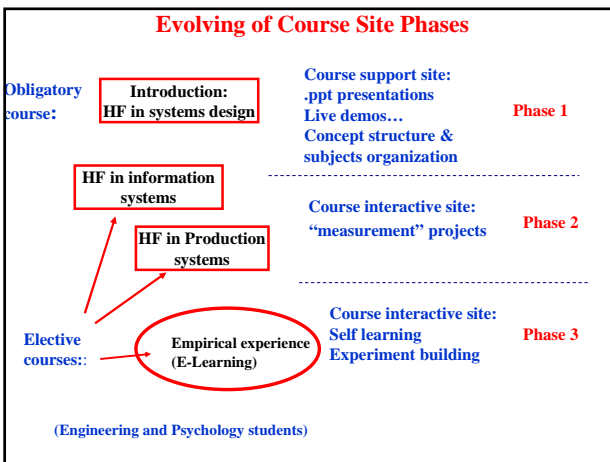 Evolving of Course Site Phases
Obligatory
course:
Introduction:
HF in systems design
Course support site:
.ppt presentations
Live demos…
Concept structure &
subjects organization
Phase 1
HF in information
systems
HF in Production
systems
Course interactive site:
“measurement” projects
Phase 2
Elective
courses::
Empirical experience
(E-Learning)
Course interactive site:
Self learning
Experiment building
Phase 3
(Engineering and Psychology students)